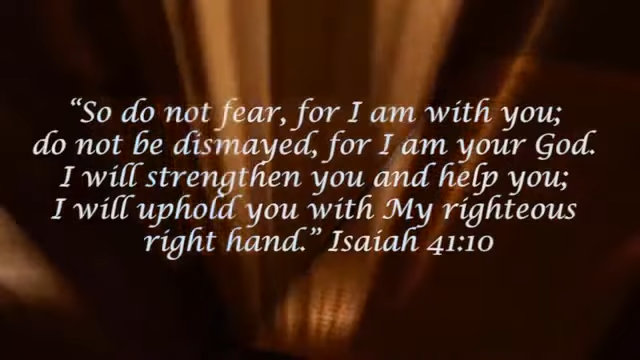 “So do not fear, for I am with you;
do not be dismayed, for I am your God.
I will strengthen you and help you;
I will uphold you with My righteous
right hand.” Isaiah 41:10